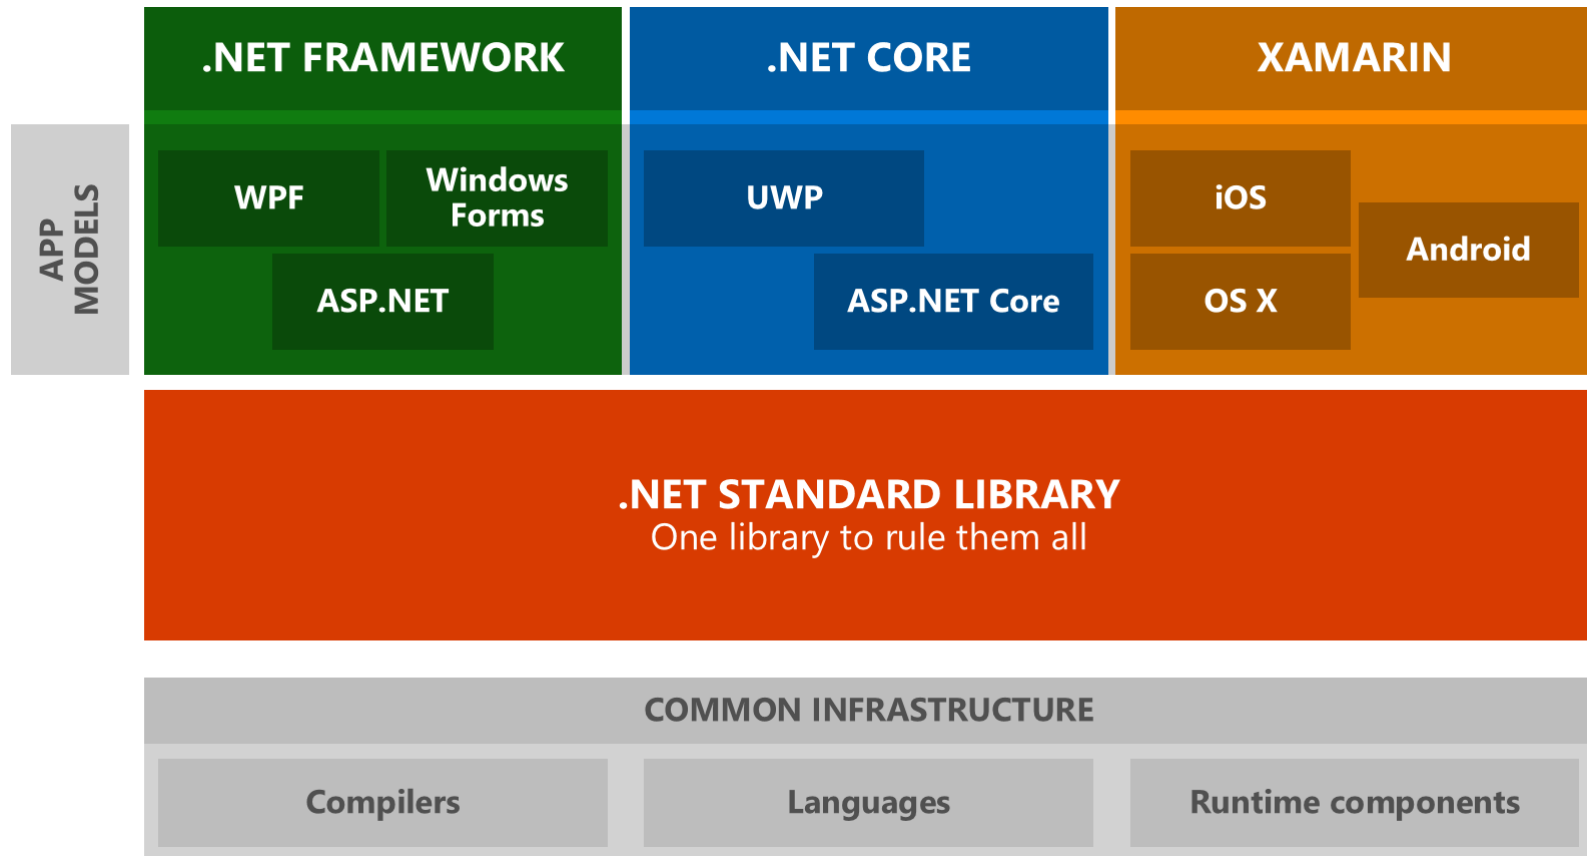 .NET FRAMEWORK
.NET CORE
XAMARIN
APP
MODELS
WPF
Windows
Forms
ASP.NET
UWP
ASP.NET Core
iOS
OS X
Android
.NET STANDARD LIBRARY
One library to rule them all
COMMON INFRASTRUCTURE
Compilers
Languages
Runtime components